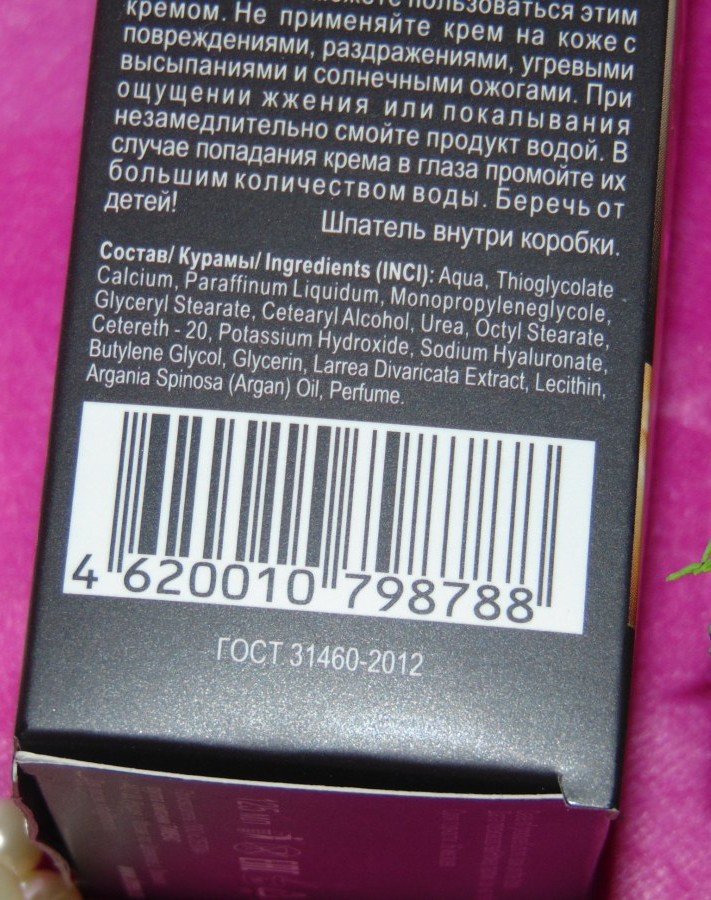 пользоваться этим
кремом. Не применяйте крем на коже с
повреждениями, раздражениями, угревыми
высыпаниями и солнечными ожогами. При
ощущении жжения или покалывания
незамедлительно смойте продукт водой. В
случае попадания крема в глаза промойте их
большим количеством воды. Беречь от
детей! Шпатель внутри коробки.
Состав/ Курамы/ Ingredients (INCI): Aqua, Thioglycolate
Calcium, Paraffinum Liquidum, Monopropyleneglycole,
Glyceryl Stearate, Cetearyl Alcohol, Urea, Octyl Stearate,
Cetereth - 20, Potassium Hydroxide, Sodium Hyaluronate,
Butylene Glycol, Glycerin, Larrea Divaricata Extract, Lecithin,
Argania Spinosa (Argan) Oil, Perfume.
4 620010 798788
ГОСТ 31460-2012